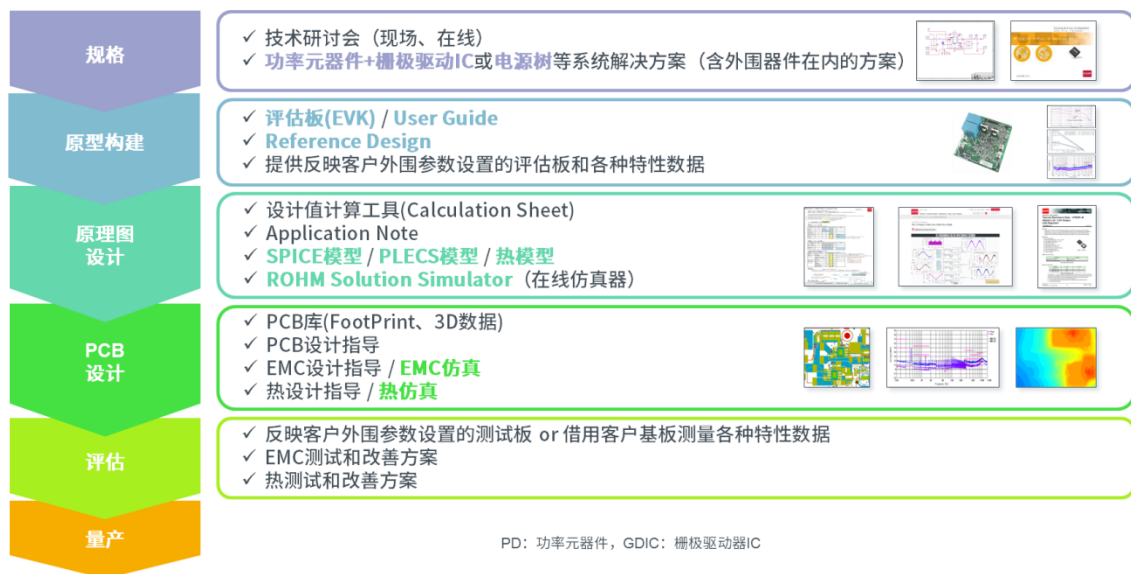 规格
✓ 技术研讨会（现场、在线）
✓ 功率元器件+栅极驱动IC或电源树等系统解决方案（含外围器件在内的方案）
原型构建
✓ 评估板(EVK) / User Guide
✓ Reference Design
✓ 提供反映客户外围参数设置的评估板和各种特性数据
原理图
设计
✓ 设计值计算工具(Calculation Sheet)
✓ Application Note
✓ SPICE模型 / PLECS模型 / 热模型
✓ ROHM Solution Simulator（在线仿真器）
PCB
设计
✓ PCB库(FootPrint、3D数据)
✓ PCB设计指导
✓ EMC设计指导 / EMC仿真
✓ 热设计指导 / 热仿真
评估
✓ 反映客户外围参数设置的测试板 or 借用客户基板测量各种特性数据
✓ EMC测试和改善方案
✓ 热测试和改善方案
量产
PD：功率元器件，GDIC：栅极驱动器IC